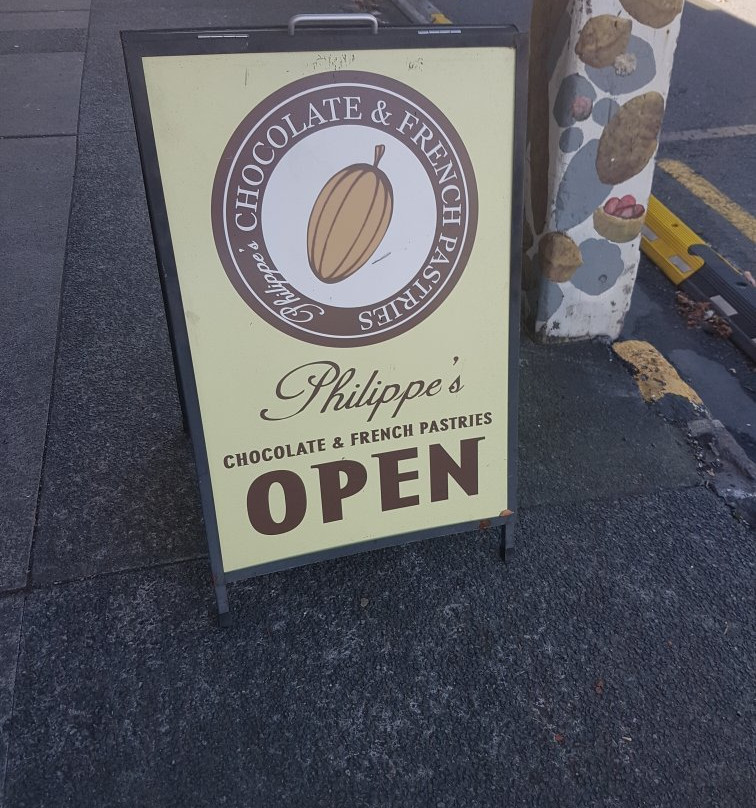 Philippe's CHOCOLATE & FRENCH PASTRIES
Philippe's
CHOCOLATE & FRENCH PASTRIES
OPEN